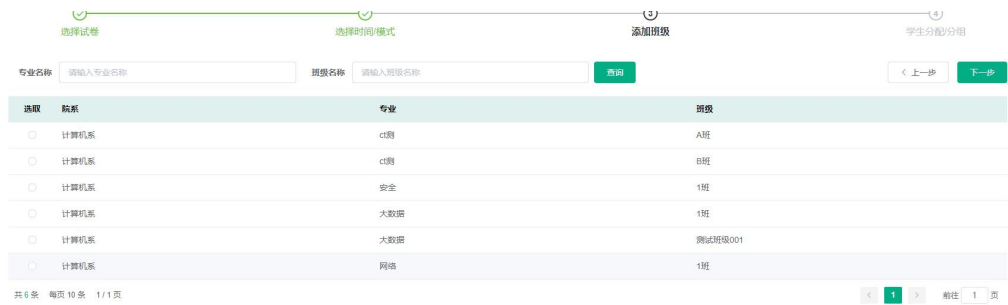 3 4
选择试卷 选择时间/模式 添加班级 学生分配/分组
专业名称 请输入专业名称 班级名称 请输入班级名称 查询 < 上一步 下一步
选取 院系 专业 班级
计算机系 ct测 A班
计算机系 ct测 B班
计算机系 安全 1班
计算机系 大数据 1班
计算机系 大数据 测试班级001
计算机系 网络 1班
共 6 条 每页 10 条 1 / 1 页 < 1 > 前往 1 页